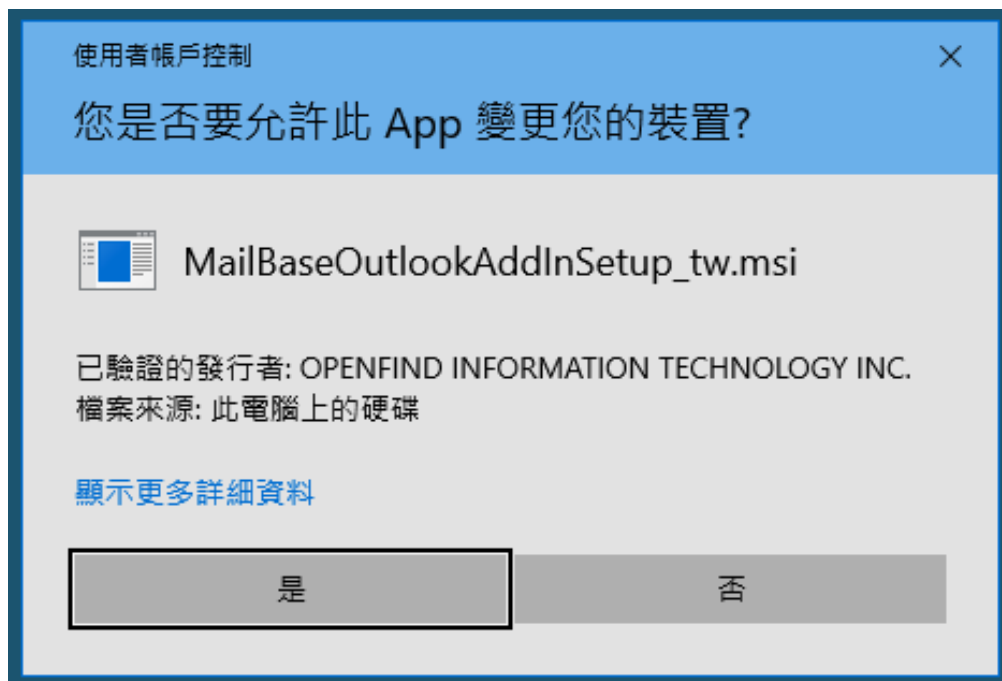 使用者帳戶控制
您是否要允許此 App 變更您的裝置?
MailBaseOutlookAddInSetup_tw.msi
已驗證的發行者: OPENFIND INFORMATION TECHNOLOGY INC.
檔案來源: 此電腦上的硬碟
顯示更多詳細資料
是
否